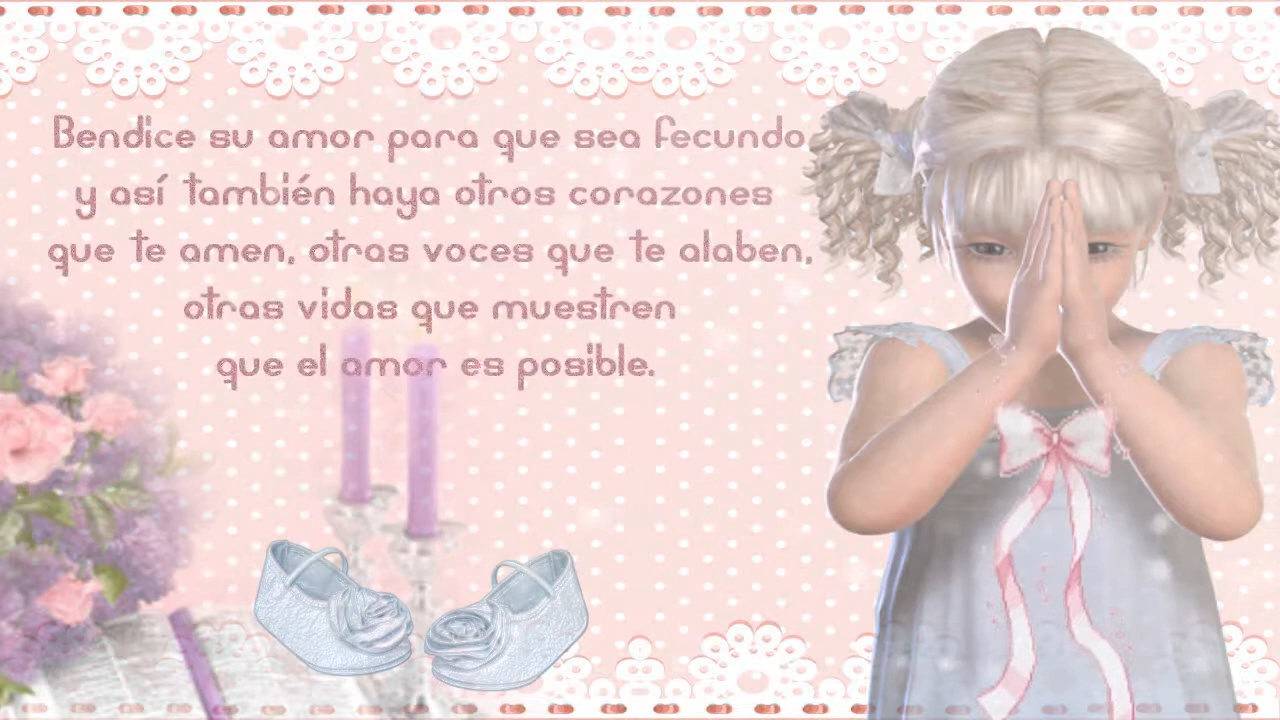 Bendice su amor para que sea fecundo,
y así también haya otros corazones
que te amen, otras voces que te alaben,
otras vidas que muestren
que el amor es posible.